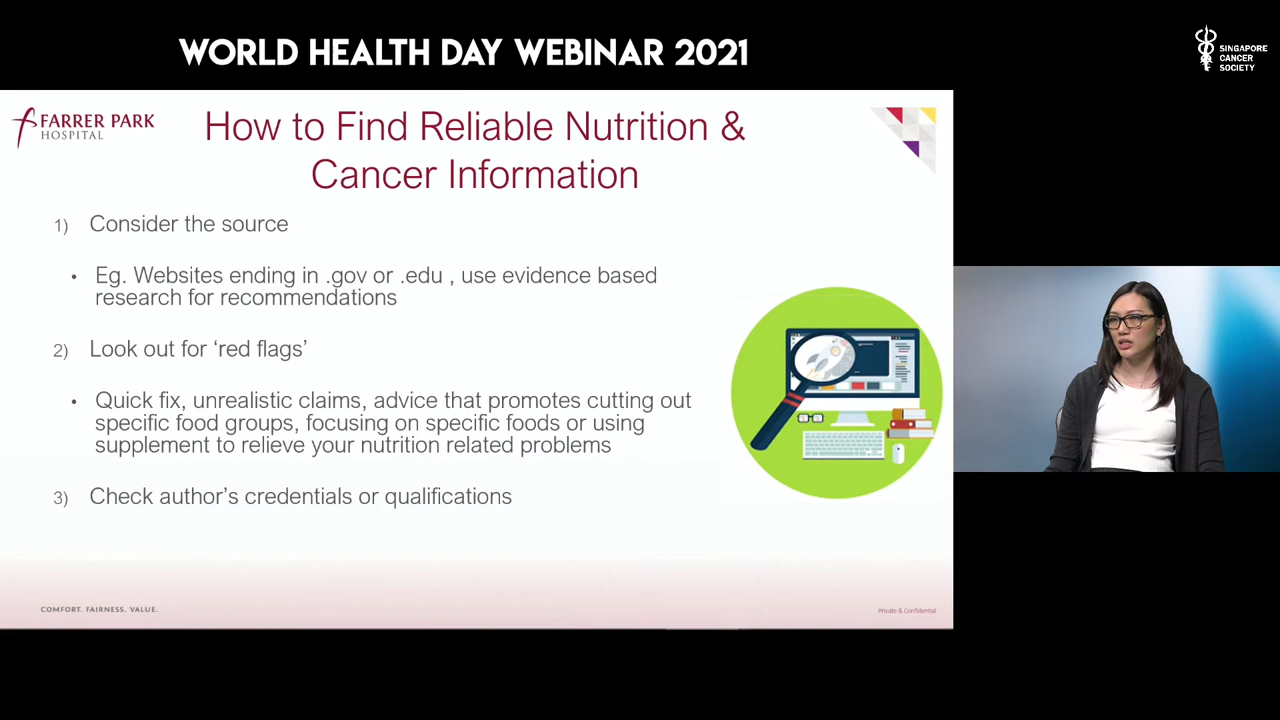 WORLD HEALTH DAY WEBINAR 2021
SINGAPORE
CANCER
SOCIETY
FARRER PARK
HOSPITAL
How to Find Reliable Nutrition &
Cancer Information
1) Consider the source
• Eg. Websites ending in .gov or .edu , use evidence based
research for recommendations
2) Look out for ‘red flags’
• Quick fix, unrealistic claims, advice that promotes cutting out
specific food groups, focusing on specific foods or using
supplement to relieve your nutrition related problems
3) Check author’s credentials or qualifications
COMFORT. FAIRNESS. VALUE.
Private & Confidential